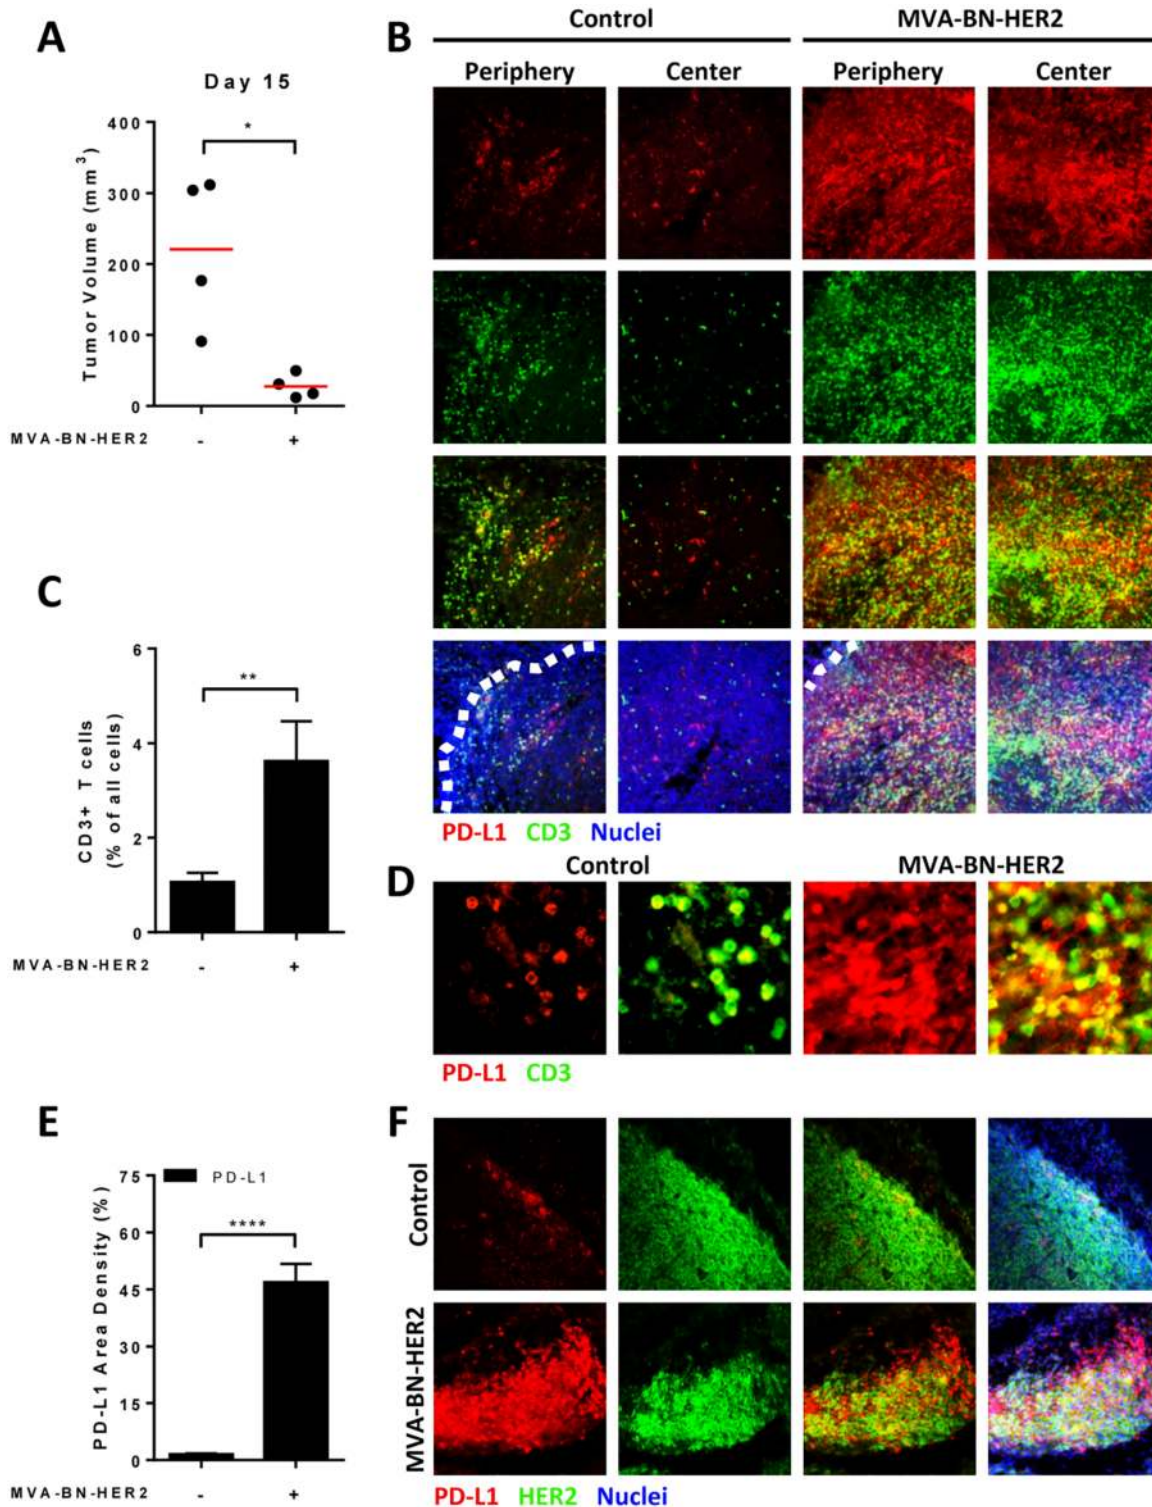 A
Day 15
400
300
200
100
0
Tumor Volume (mm³)
*
MVA-BN-HER2 - +
B
Control MVA-BN-HER2
Periphery Center Periphery Center
PD-L1 CD3 Nuclei
C
6
4
2
0
CD3+ T cells
(% of all cells)
**
MVA-BN-HER2 - +
D
Control MVA-BN-HER2
PD-L1 CD3
E
PD-L1
75
60
45
30
15
0
PD-L1 Area Density (%)
****
MVA-BN-HER2 - +
F
Control
MVA-BN-HER2
PD-L1 HER2 Nuclei